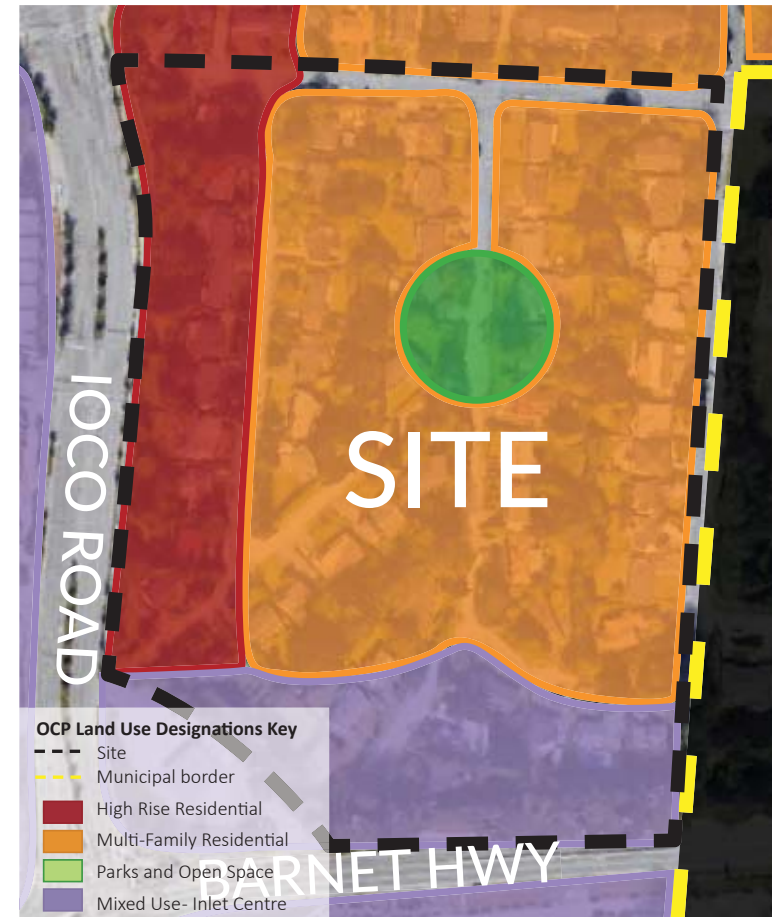 SITE
IOCO ROAD
OCP Land Use Designations Key
Site
Municipal border
High Rise Residential
Multi-Family Residential
Parks and Open Space
Mixed Use- Inlet Centre
BARNET HWY